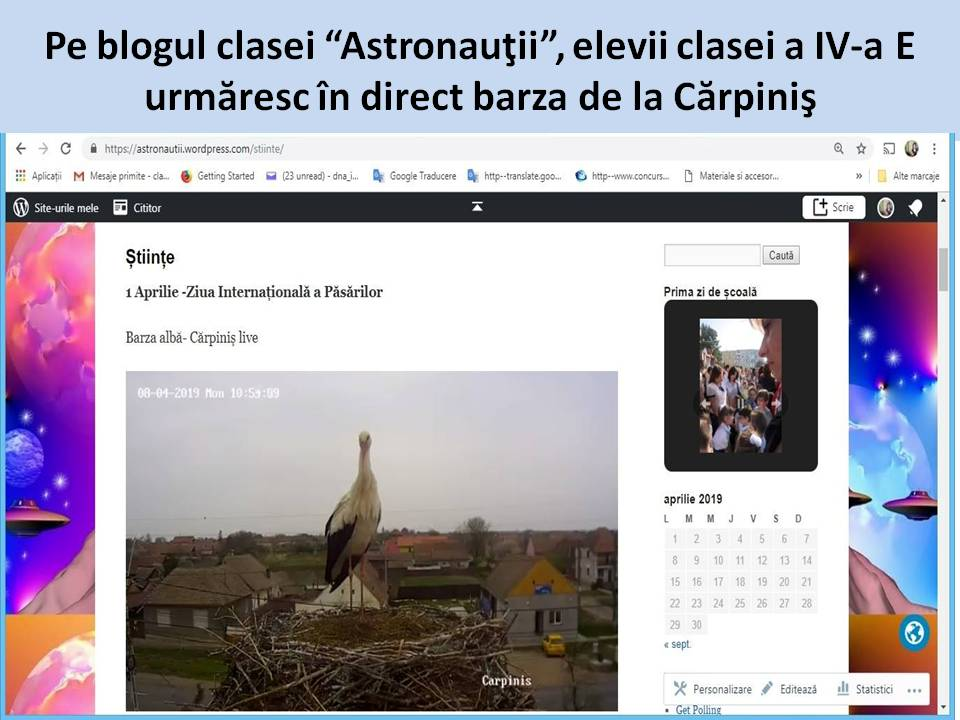 Pe blogul clasei “Astronauţii”, elevii clasei a IV-a E
urmăresc în direct barza de la Cărpiniş
https://astronautii.wordpress.com/stiinte/
Aplicații Mesaje primite - cla... Getting Started (23 unread) - dna_i... Google Traducere http--translate.goo... http--www.concurs... Materiale si accesor... » Alte marcaje
Site-urile mele Cititor Scrie
Științe
1 Aprilie -Ziua Internațională a Păsărilor
Barza albă- Cărpiniș live
08-04-2019 Mon 10:59:09
Carpinis
Caută
Prima zi de școală
aprilie 2019
L M M J V S D
1 2 3 4 5 6 7
8 9 10 11 12 13 14
15 16 17 18 19 20 21
22 23 24 25 26 27 28
29 30
« sept.
Personalizare Editează Statistici ...
Get Polling